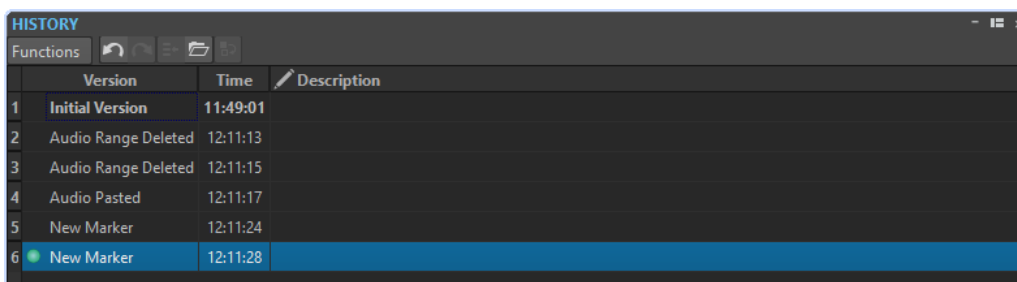 HISTORY
Functions
Version Time Description
1 Initial Version 11:49:01
2 Audio Range Deleted 12:11:13
3 Audio Range Deleted 12:11:15
4 Audio Pasted 12:11:17
5 New Marker 12:11:24
6 New Marker 12:11:28